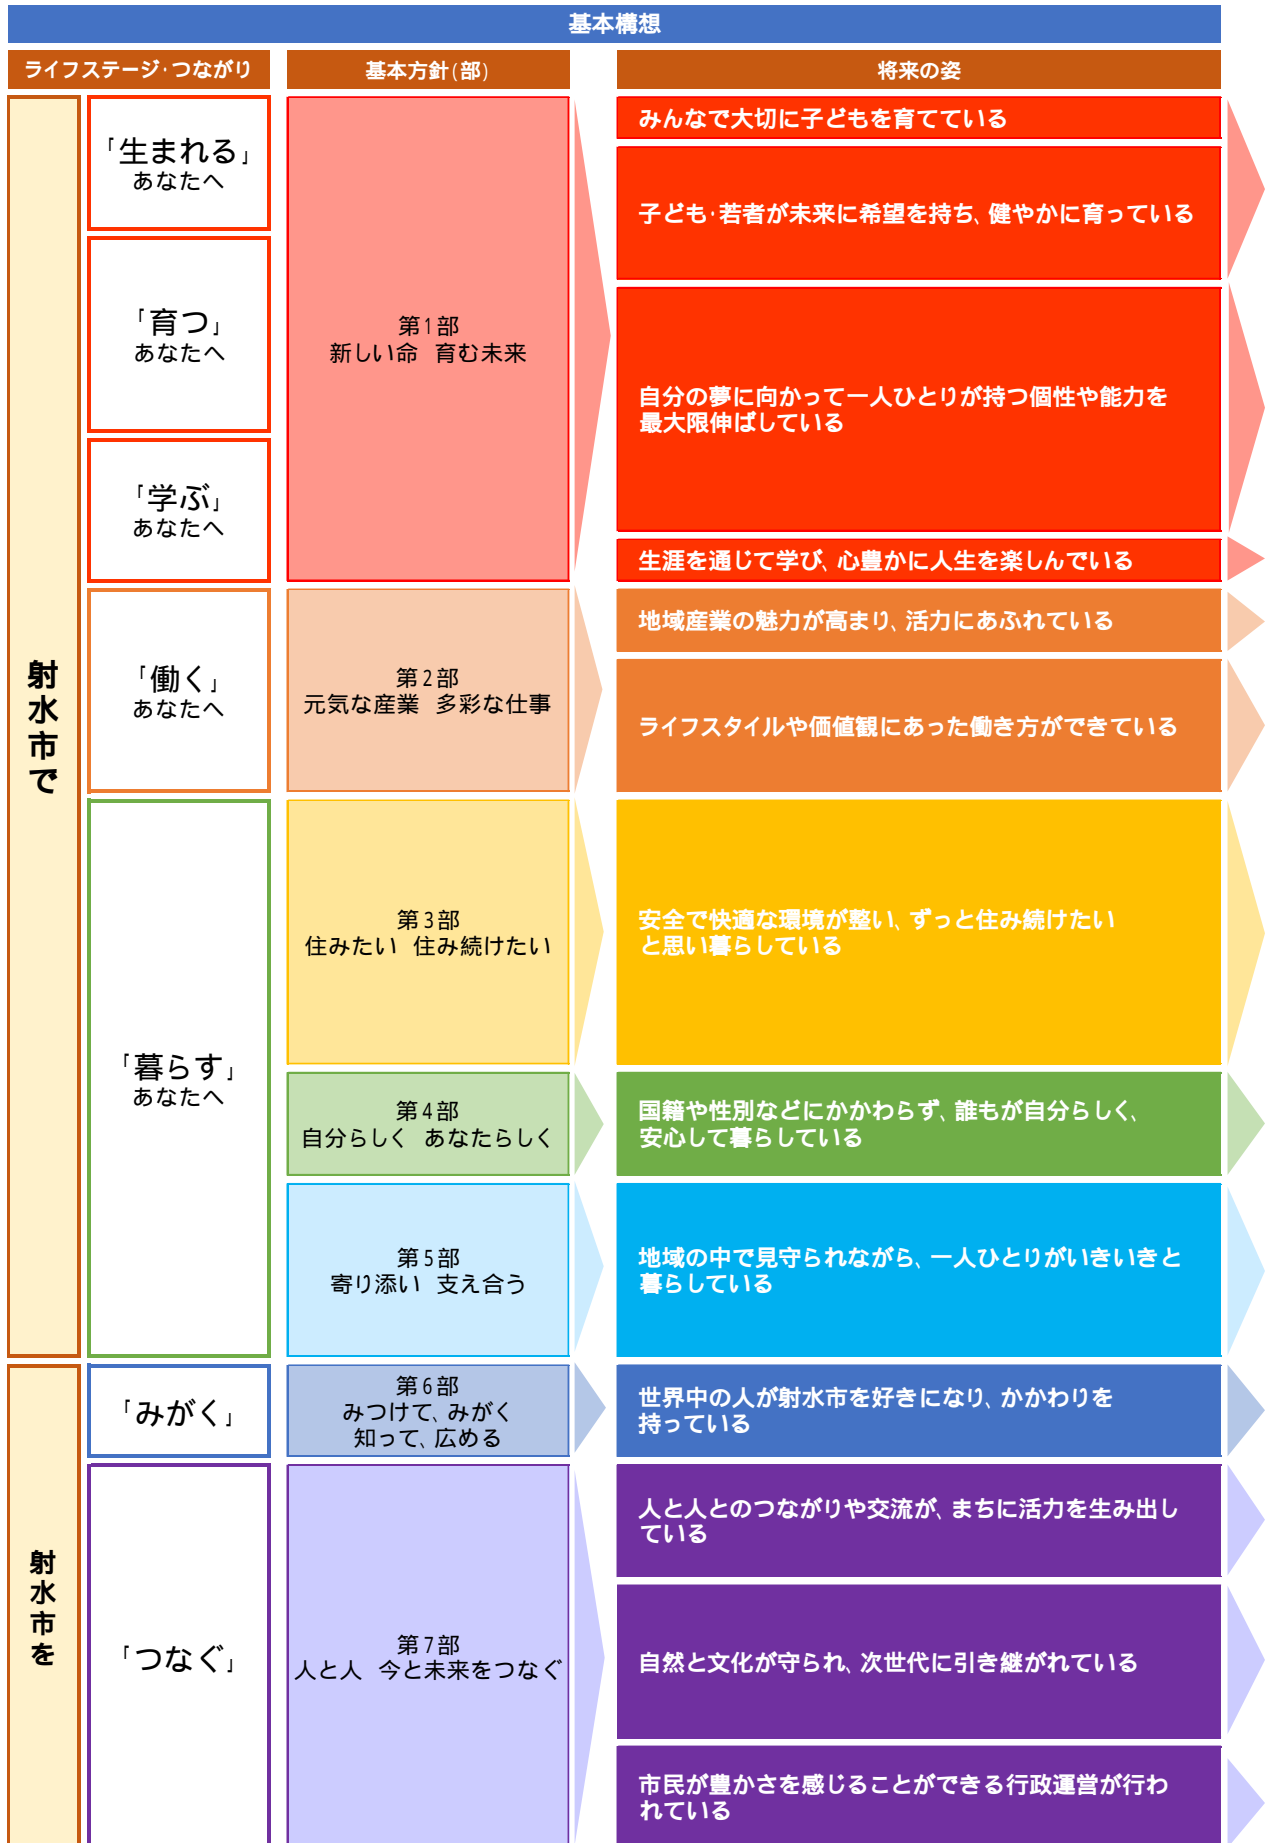 基本構想
ライフステージ・つながり
基本方針(部)
将来の姿
射水市で
「生まれる」
あなたへ
「育つ」
あなたへ
「学ぶ」
あなたへ
第1部
新しい命 育む未来
みんなで大切に子どもを育てている
子ども・若者が未来に希望を持ち、健やかに育っている
自分の夢に向かって一人ひとりが持つ個性や能力を
最大限伸ばしている
生涯を通じて学び、心豊かに人生を楽しんでいる
「働く」
あなたへ
第2部
元気な産業 多彩な仕事
地域産業の魅力が高まり、活力にあふれている
ライフスタイルや価値観にあった働き方ができている
「暮らす」
あなたへ
第3部
住みたい 住み続けたい
安全で快適な環境が整い、ずっと住み続けたい
と思い暮らしている
第4部
自分らしく あなたらしく
国籍や性別などにかかわらず、誰もが自分らしく、
安心して暮らしている
第5部
寄り添い 支え合う
地域の中で見守られながら、一人ひとりがいきいきと
暮らしている
射水市を
「みがく」
第6部
みつけて、みがく
知って、広める
世界中の人が射水市を好きになり、かかわりを
持っている
「つなぐ」
第7部
人と人 今と未来をつなぐ
人と人とのつながりや交流が、まちに活力を生み出し
ている
自然と文化が守られ、次世代に引き継がれている
市民が豊かさを感じることができる行政運営が行わ
れている